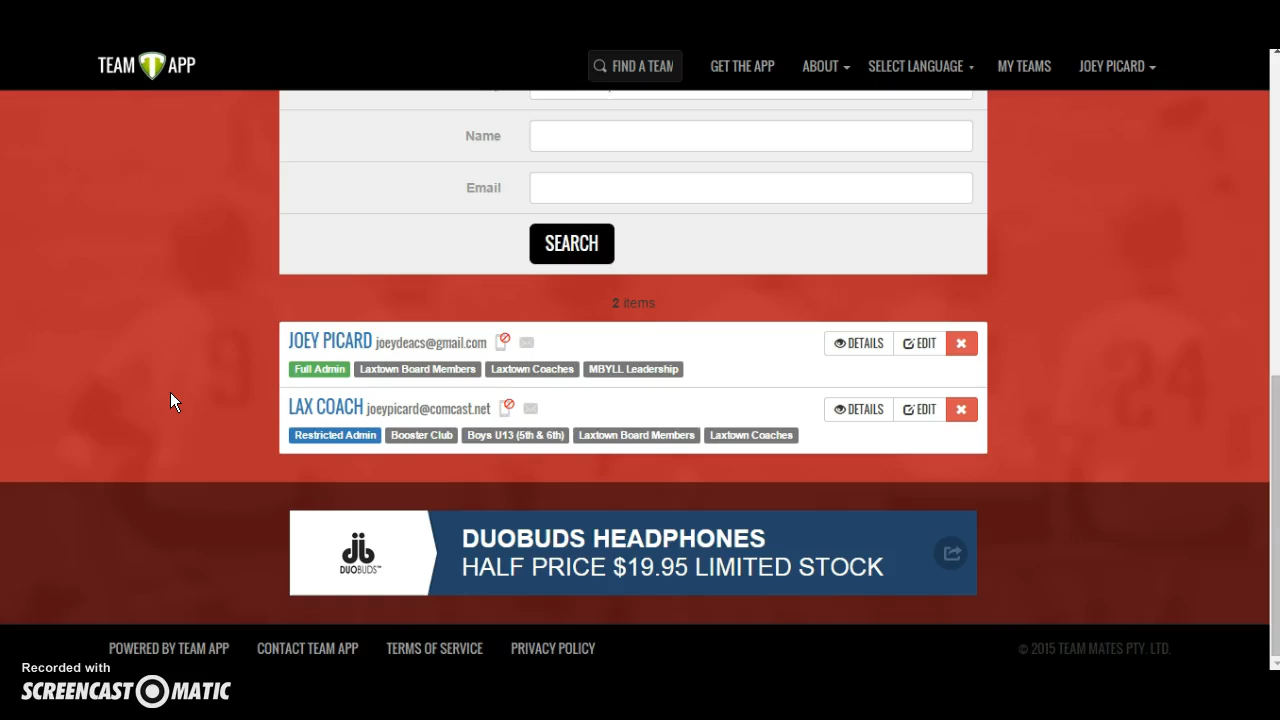 TEAM APP
FIND A TEAM
GET THE APP
ABOUT
SELECT LANGUAGE
MY TEAMS
JOEY PICARD
Name
Email
SEARCH
2 items
JOEY PICARD joeydeacs@gmail.com
DETAILS EDIT
Full Admin Laxtown Board Members Laxtown Coaches MBYLL Leadership
LAX COACH joeypicard@comcast.net
DETAILS EDIT
Restricted Admin Booster Club Boys U13 (5th & 6th) Laxtown Board Members Laxtown Coaches
DUOBUDS™
DUOBUDS HEADPHONES
HALF PRICE $19.95 LIMITED STOCK
POWERED BY TEAM APP
CONTACT TEAM APP
TERMS OF SERVICE
PRIVACY POLICY
© 2015 TEAM MATES PTY. LTD.
Recorded with
SCREENCAST-O-MATIC